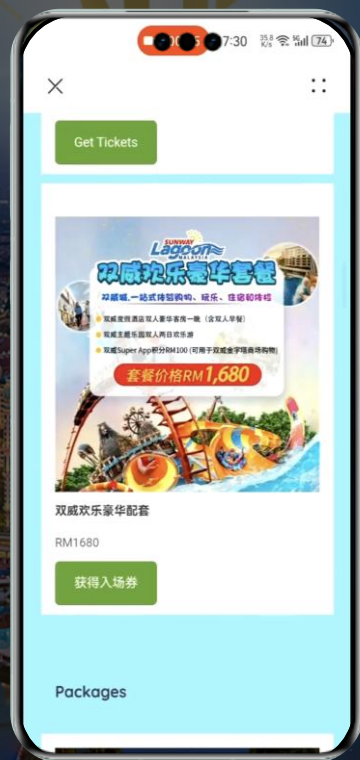 7:30 35.8 K/s 5G 74
Get Tickets
SUNWAY
Lagoon
MALAYSIA
双威欢乐豪华套餐
双威城,一站式体验购物、玩乐、住宿和体验
双威度假酒店双人豪华客房一晚（含双人早餐）
双威主题乐园双人两日欢乐游
双威Super App积分RM100 (可用于双威金字塔商场购物)
套餐价格RM1,680
双威欢乐豪华配套
RM1680
获得入场券
Packages